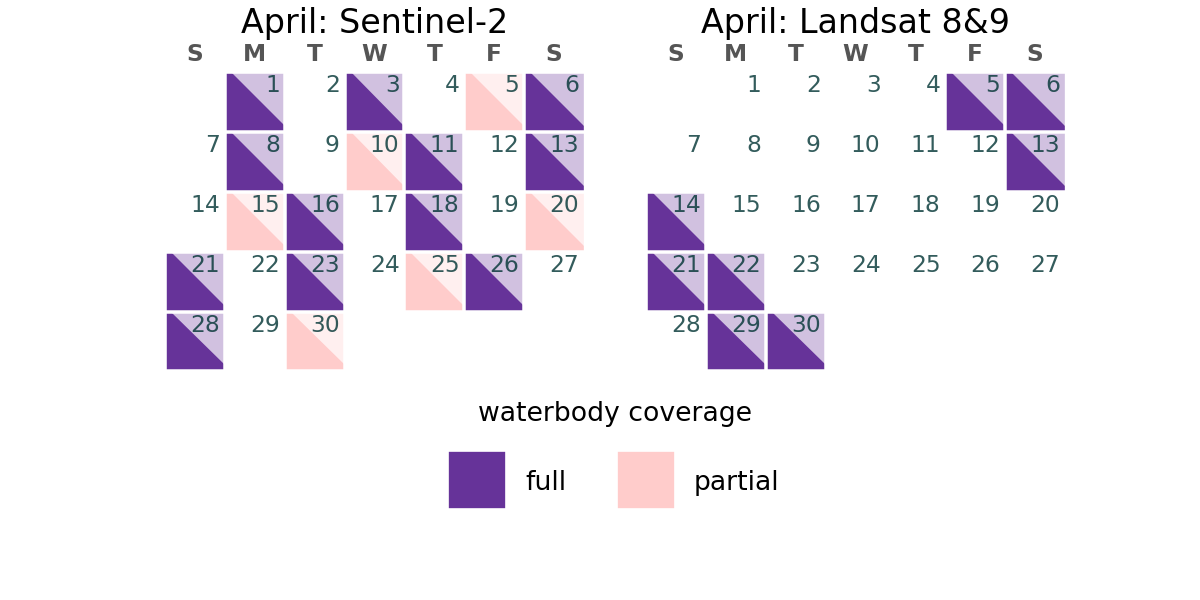 April: Sentinel-2
S M T W T F S
1 2 3 4 5 6
7 8 9 10 11 12 13
14 15 16 17 18 19 20
21 22 23 24 25 26 27
28 29 30
April: Landsat 8&9
S M T W T F S
1 2 3 4 5 6
7 8 9 10 11 12 13
14 15 16 17 18 19 20
21 22 23 24 25 26 27
28 29 30
waterbody coverage
full partial